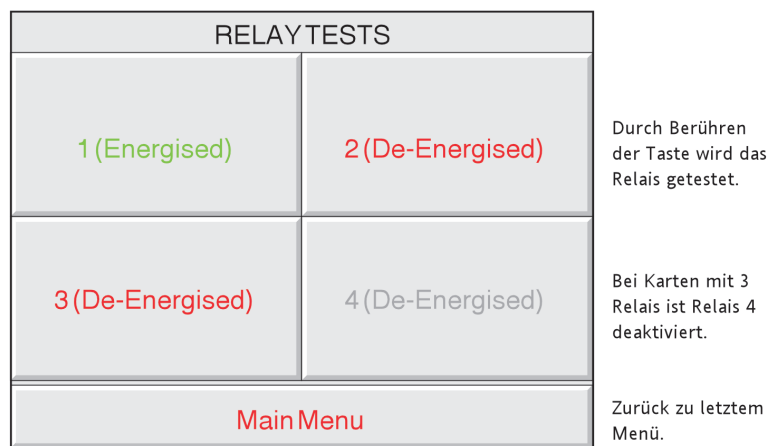 RELAY TESTS
1 (Energised)
2 (De-Energised)
Durch Berühren
der Taste wird das
Relais getestet.
3 (De-Energised)
4 (De-Energised)
Bei Karten mit 3
Relais ist Relais 4
deaktiviert.
Main Menu
Zurück zu letztem
Menü.